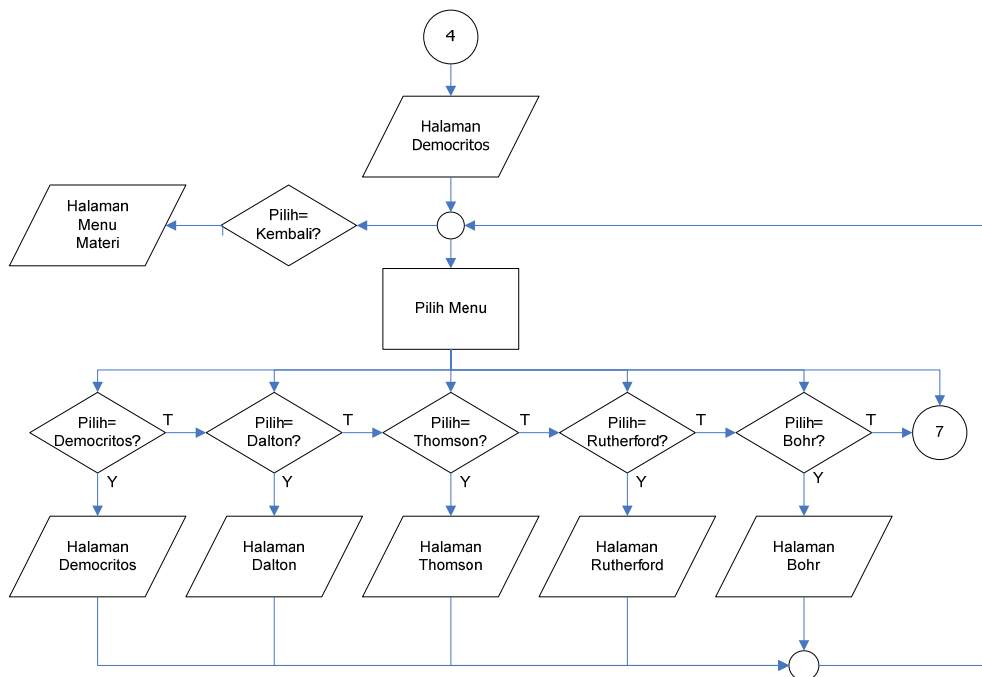 4
Halaman
Democritos
Halaman
Menu
Materi
Pilih=
Kembali?
Pilih Menu
Pilih=
Democritos?
T
Pilih=
Dalton?
T
Pilih=
Thomson?
T
Pilih=
Rutherford?
T
Pilih=
Bohr?
T
7
Y
Y
Y
Y
Y
Halaman
Democritos
Halaman
Dalton
Halaman
Thomson
Halaman
Rutherford
Halaman
Bohr